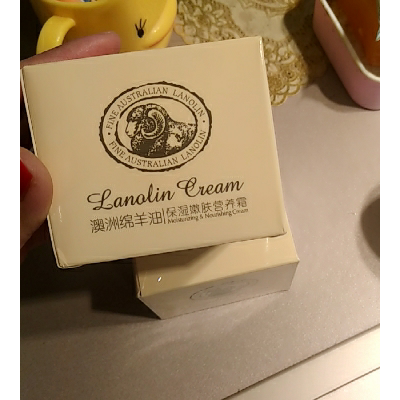 · FINE AUSTRALIAN LANOLIN ·
FINE AUSTRALIAN LANOLIN
Lanolin Cream
澳洲绵羊油|保湿嫩肤营养霜
Moisturizing & Nourishing Cream